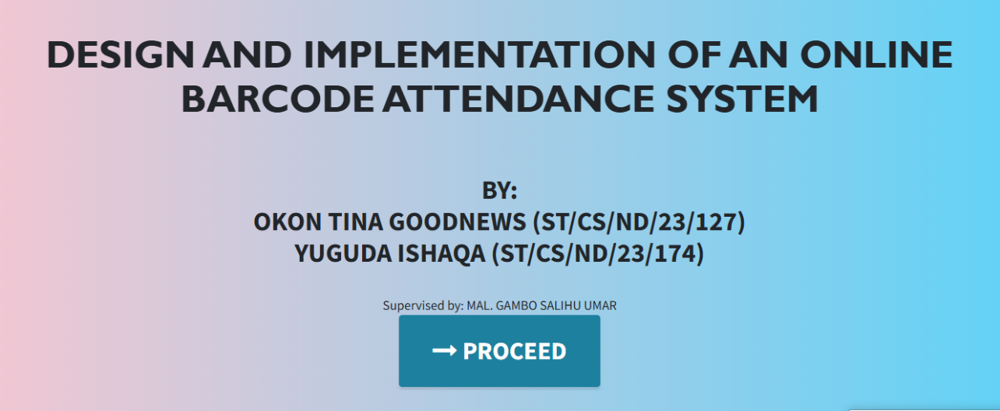 DESIGN AND IMPLEMENTATION OF AN ONLINE
BARCODE ATTENDANCE SYSTEM
BY:
OKON TINA GOODNEWS (ST/CS/ND/23/127)
YUGUDA ISHAQA (ST/CS/ND/23/174)
Supervised by: MAL. GAMBO SALIHU UMAR
PROCEED